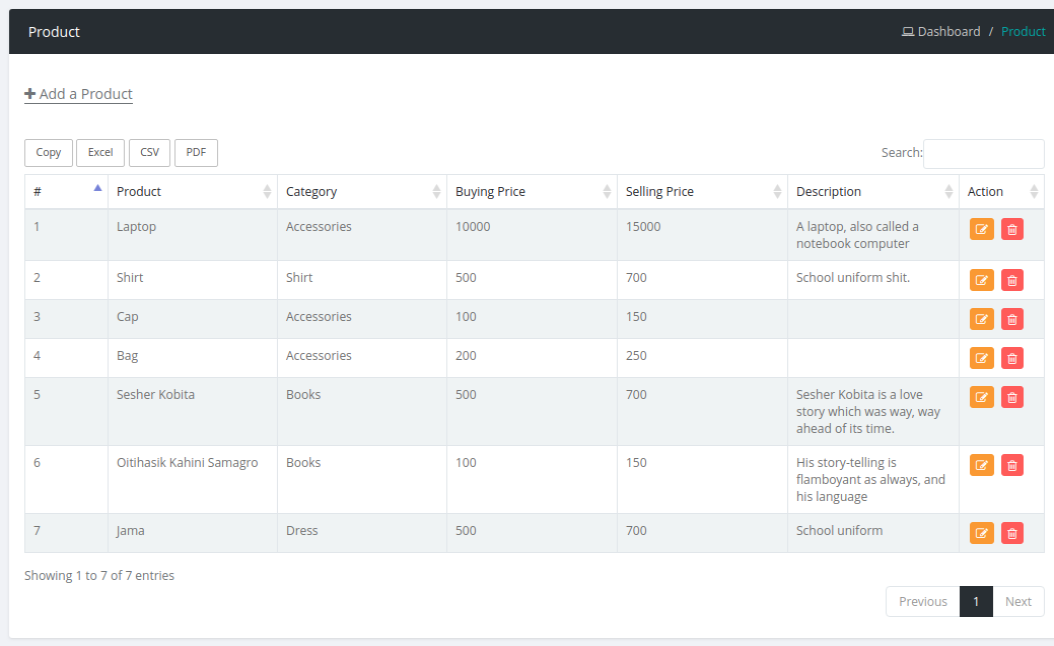 Product
Dashboard / Product
Add a Product
Copy Excel CSV PDF
Search:
# Product Category Buying Price Selling Price Description Action
1 Laptop Accessories 10000 15000 A laptop, also called a
notebook computer
2 Shirt Shirt 500 700 School uniform shit.
3 Cap Accessories 100 150
4 Bag Accessories 200 250
5 Sesher Kobita Books 500 700 Sesher Kobita is a love
story which was way, way
ahead of its time.
6 Oitihasik Kahini Samagro Books 100 150 His story-telling is
flamboyant as always, and
his language
7 Jama Dress 500 700 School uniform
Showing 1 to 7 of 7 entries
Previous 1 Next